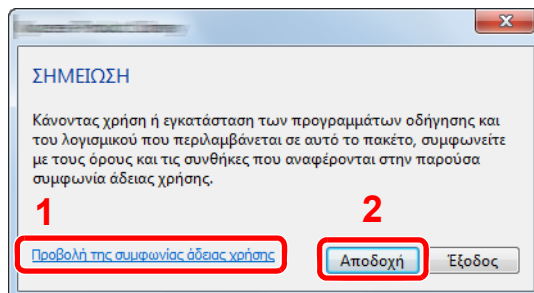 ΣΗΜΕΙΩΣΗ
Κάνοντας χρήση ή εγκατάσταση των προγραμμάτων οδήγησης και
του λογισμικού που περιλαμβάνεται σε αυτό το πακέτο, συμφωνείτε
με τους όρους και τις συνθήκες που αναφέρονται στην παρούσα
συμφωνία άδειας χρήσης.
1 2
Προβολή της συμφωνίας άδειας χρήσης Αποδοχή Έξοδος